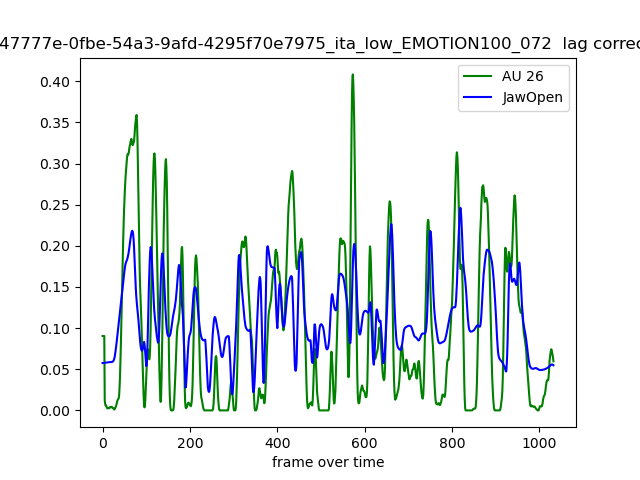 47777e-0fbe-54a3-9afd-4295f70e7975_ita_low_EMOTION100_072 lag correc
AU 26
JawOpen
0.40
0.35
0.30
0.25
0.20
0.15
0.10
0.05
0.00
0 200 400 600 800 1000
frame over time